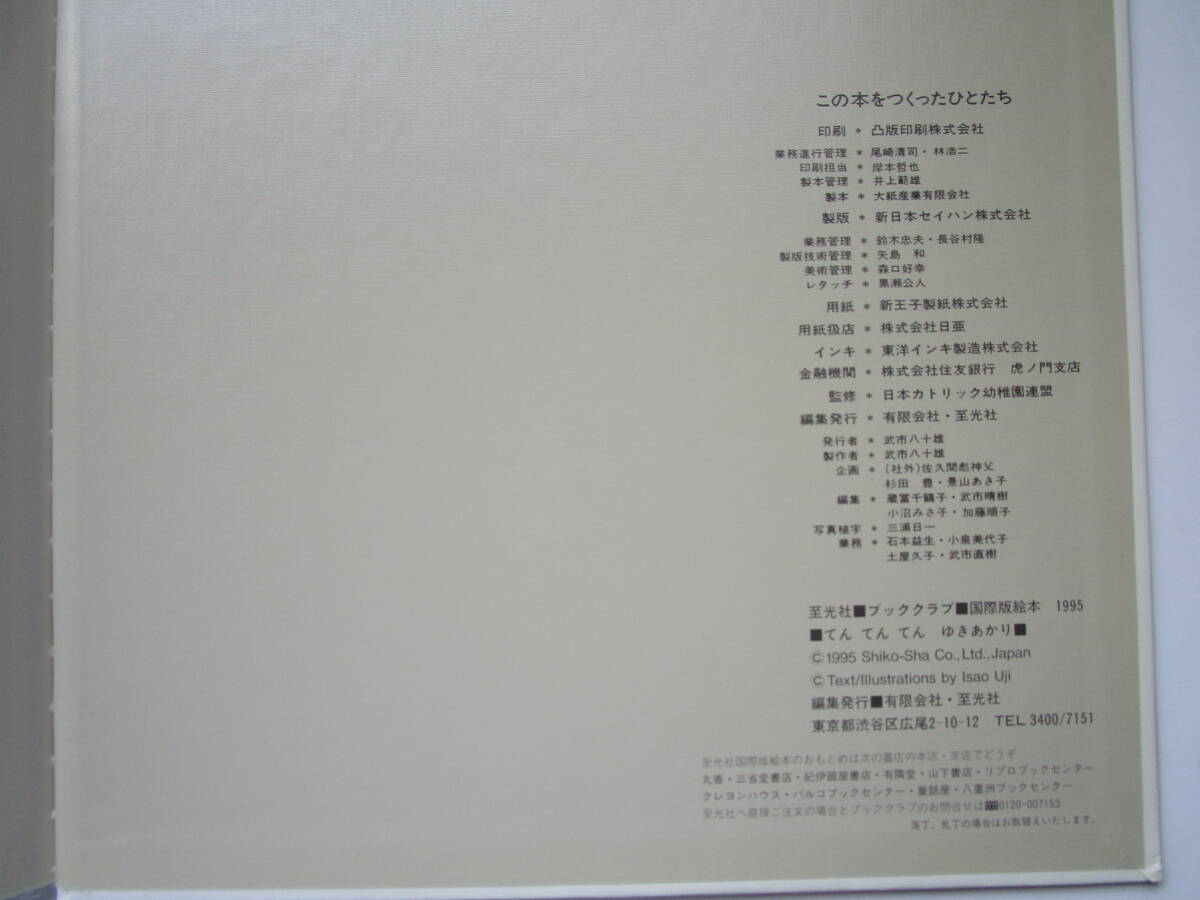 この本をつくったひとたち
印刷 * 凸版印刷株式会社
業務進行管理 * 尾崎清司・林浩二
印刷担当 * 岸本哲也
製本管理 * 井上範雄
製本 * 大紙産業有限会社
製版 * 新日本セイハン株式会社
業務管理 * 鈴木忠夫・長谷村隆
製版技術管理 * 矢島 和
美術管理 * 森口好幸
レタッチ * 黒瀬公人
用紙 * 新王子製紙株式会社
用紙扱店 * 株式会社日亜
インキ * 東洋インキ製造株式会社
金融機関 * 株式会社住友銀行 虎ノ門支店
監修 * 日本カトリック幼稚園連盟
編集発行 * 有限会社・至光社
発行者 * 武市八十雄
製作者 * 武市八十雄
企画 * (社外)佐久間彪神父
杉田 豊・景山あき子
編集 * 蔵冨千鶴子・武市晴樹
小沼みさ子・加藤順子
写真植字 * 三浦日一
業務 * 石本益生・小泉美代子
土屋久子・武市直樹
至光社■ブッククラブ■国際版絵本 1995
■てん てん てん ゆきあかり■
© 1995 Shiko-Sha Co., Ltd., Japan
© Text/Illustrations by Isao Uji
編集発行■有限会社・至光社
東京都渋谷区広尾2-10-12 TEL 3400/7151
至光社国際版絵本のおもとめは次の書店の本店・支店でどうぞ
丸善・三省堂書店・紀伊國屋書店・有隣堂・山下書店・リブロブックセンター
クレヨンハウス・パルコブックセンター・童話屋・八重洲ブックセンター
至光社へ直接ご注文の場合とブッククラブのお問合せは0120-007153
落丁、乱丁の場合はお取替えいたします。